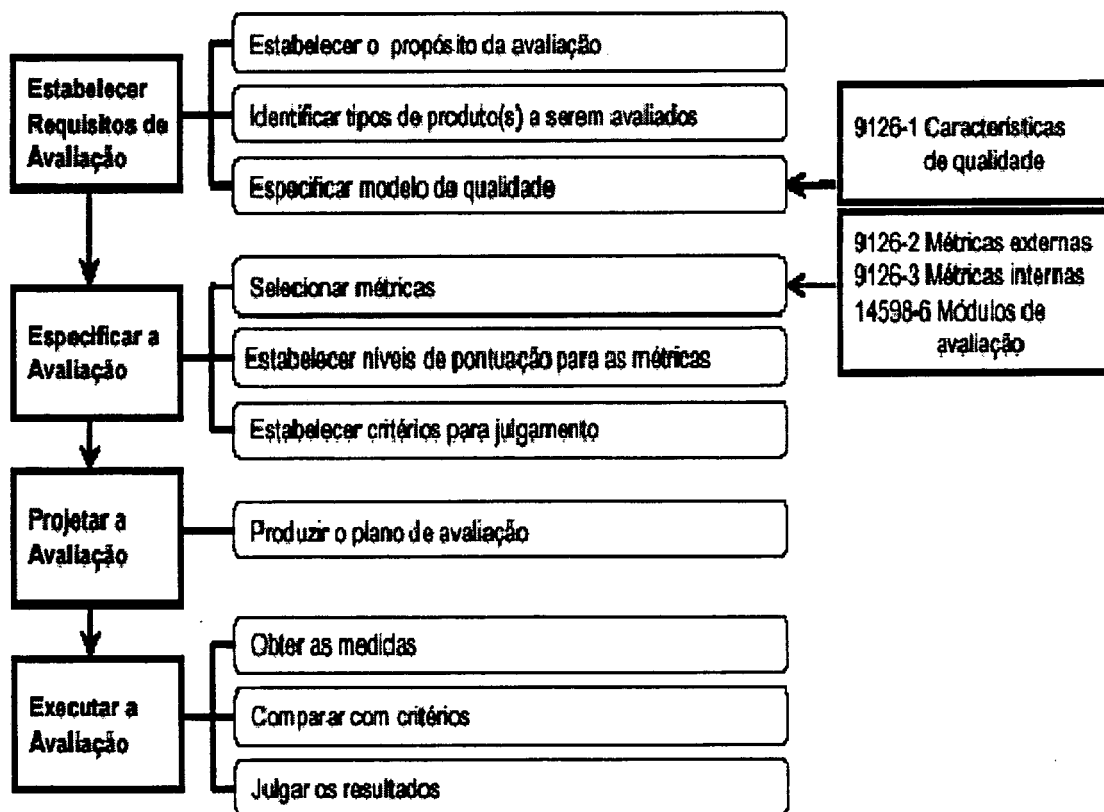 Estabelecer
Requisitos de
Avaliação
Estabelecer o propósito da avaliação
Identificar tipos de produto(s) a serem avaliados
Especificar modelo de qualidade
9126-1 Características
de qualidade
Especificar a
Avaliação
Selecionar métricas
Estabelecer níveis de pontuação para as métricas
Estabelecer critérios para julgamento
9126-2 Métricas externas
9126-3 Métricas internas
14598-6 Módulos de
avaliação
Projetar a
Avaliação
Produzir o plano de avaliação
Executar a
Avaliação
Obter as medidas
Comparar com critérios
Julgar os resultados